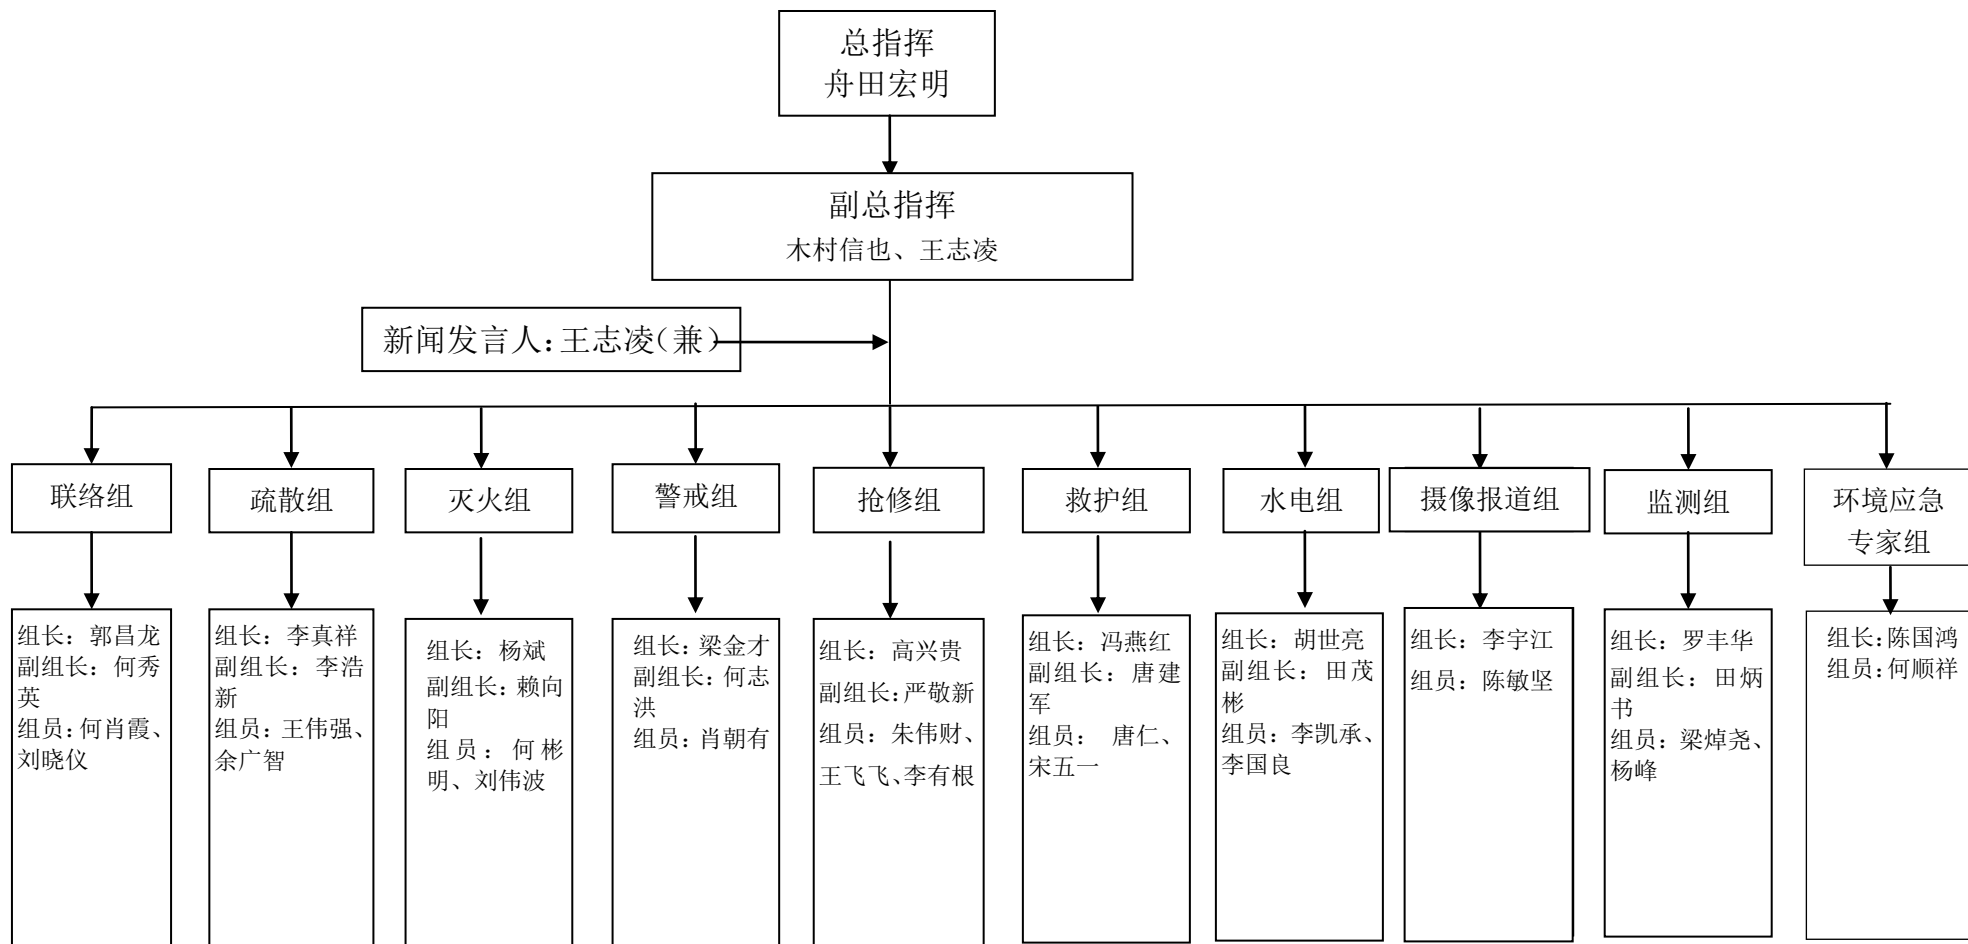 总指挥
舟田宏明
副总指挥
木村信也、王志凌
新闻发言人：王志凌（兼）
联络组
疏散组
灭火组
警戒组
抢修组
救护组
水电组
摄像报道组
监测组
环境应急
专家组
组长：郭昌龙
副组长：何秀
英
组员：何肖霞、
刘晓仪
组长：李真祥
副组长：李浩
新
组员：王伟强、
余广智
组长：杨斌
副组长：赖向
阳
组员：何彬
明、刘伟波
组长：梁金才
副组长：何志
洪
组员：肖朝有
组长：高兴贵
副组长：严敬新
组员：朱伟财、
王飞飞、李有根
组长：冯燕红
副组长：唐建
军
组员： 唐仁、
宋五一
组长：胡世亮
副组长：田茂
彬
组员：李凯承、
李国良
组长：李宇江
组员：陈敏坚
组长：罗丰华
副组长：田炳
书
组员：梁焯尧、
杨峰
组长：陈国鸿
组员：何顺祥